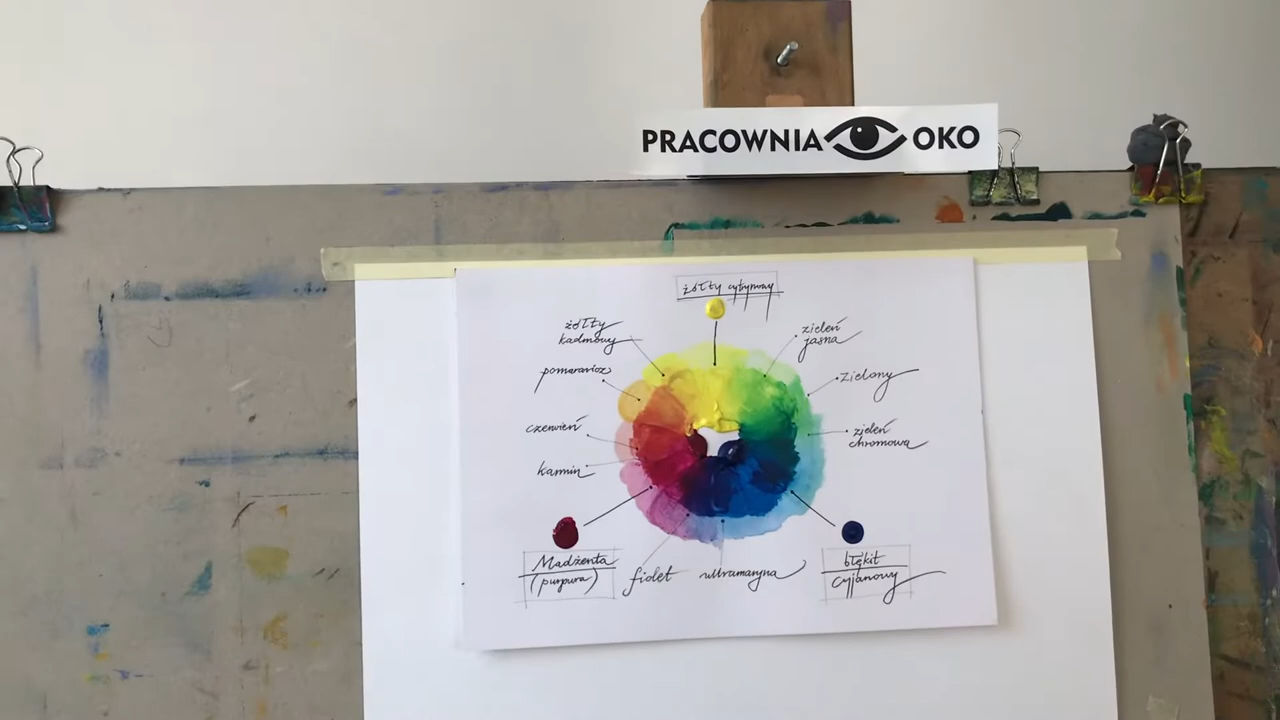 PRACOWNIA OKO
żółty cytrynowy
żółty
kadmowy
zieleń
jasna
pomarańcz
zielony
czerwień
zieleń
chromowa
karmin
Madżenta
(purpura)
fiolet
ultramaryna
błękit
cyjanowy